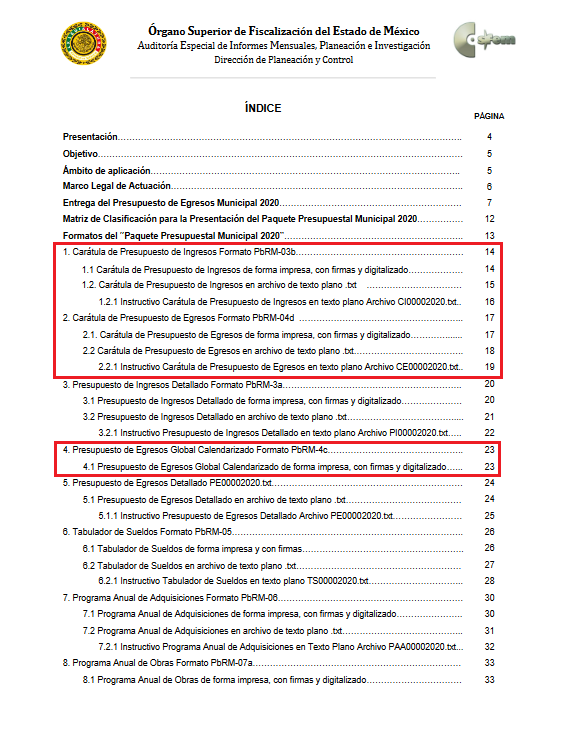 Órgano Superior de Fiscalización del Estado de México
Auditoría Especial de Informes Mensuales, Planeación e Investigación
Dirección de Planeación y Control
osfem
ÍNDICE
PÁGINA
Presentación 4
Objetivo 5
Ámbito de aplicación 5
Marco Legal de Actuación 6
Entrega del Presupuesto de Egresos Municipal 2020 7
Matriz de Clasificación para la Presentación del Paquete Presupuestal Municipal 2020 12
Formatos del "Paquete Presupuestal Municipal 2020" 13
1. Carátula de Presupuesto de Ingresos Formato PbRM-03b 14
1.1 Carátula de Presupuesto de Ingresos de forma impresa, con firmas y digitalizado 14
1.2. Carátula de Presupuesto de Ingresos en archivo de texto plano .txt 15
1.2.1 Instructivo Carátula de Presupuesto de Ingresos en texto plano Archivo CI00002020.txt.. 16
2. Carátula de Presupuesto de Egresos Formato PbRM-04d 17
2.1. Carátula de Presupuesto de Egresos de forma impresa, con firmas y digitalizado 17
2.2 Carátula de Presupuesto de Egresos en archivo de texto plano .txt 18
2.2.1 Instructivo Carátula de Presupuesto de Egresos en texto plano Archivo CE00002020.txt.. 19
3. Presupuesto de Ingresos Detallado Formato PbRM-3a 20
3.1 Presupuesto de Ingresos Detallado de forma impresa, con firmas y digitalizado 20
3.2 Presupuesto de Ingresos Detallado en archivo de texto plano .txt 21
3.2.1 Instructivo Presupuesto de Ingresos Detallado en texto plano Archivo PI00002020.txt 22
4. Presupuesto de Egresos Global Calendarizado Formato PbRM-4c 23
4.1 Presupuesto de Egresos Global Calendarizado de forma impresa, con firmas y digitalizado 23
5. Presupuesto de Egresos Detallado PE00002020.txt 24
5.1 Presupuesto de Egresos Detallado en archivo de texto plano .txt 24
5.1.1 Instructivo Presupuesto de Egresos Detallado Archivo PE00002020.txt 25
6. Tabulador de Sueldos Formato PbRM-05 26
6.1 Tabulador de Sueldos de forma impresa y con firmas 26
6.2 Tabulador de Sueldos en archivo de texto plano .txt 27
6.2.1 Instructivo Tabulador de Sueldos en texto plano TS00002020.txt 28
7. Programa Anual de Adquisiciones Formato PbRM-06 30
7.1 Programa Anual de Adquisiciones de forma impresa, con firmas y digitalizado 30
7.2 Programa Anual de Adquisiciones en archivo de texto plano .txt 31
7.2.1 Instructivo Programa Anual de Adquisiciones en Texto Plano Archivo PAA00002020.txt... 32
8. Programa Anual de Obras Formato PbRM-07a 33
8.1 Programa Anual de Obras de forma impresa, con firmas y digitalizado 33